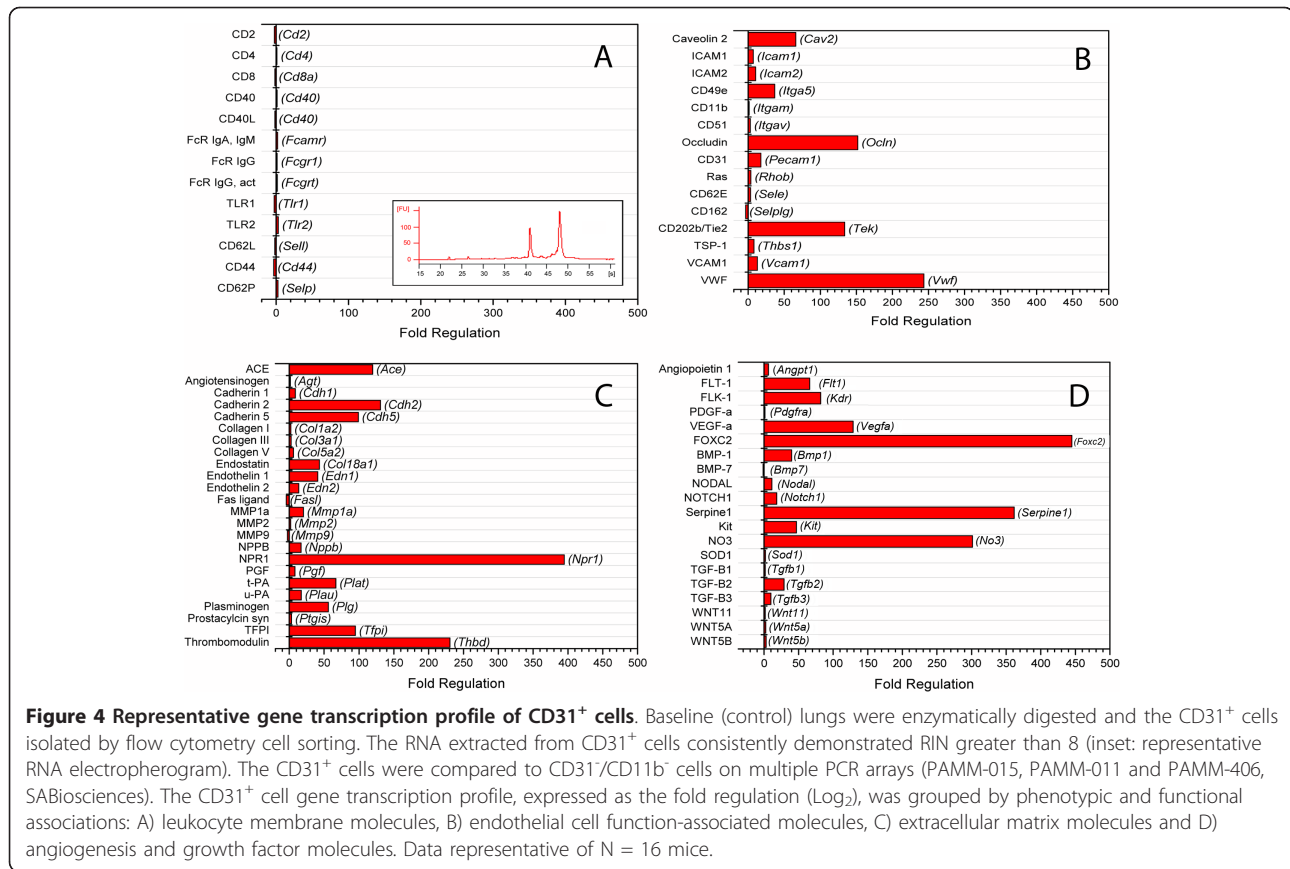 A
CD2 (Cd2)
CD4 (Cd4)
CD8 (Cd8a)
CD40 (Cd40)
CD40L (Cd40)
FcR IgA, IgM (Fcamr)
FcR IgG (Fcgr1)
FcR IgG, act (Fcgrt)
TLR1 (Tlr1)
TLR2 (Tlr2)
CD62L (Sell)
CD44 (Cd44)
CD62P (Selp)
[FU]
100
50
0
15 20 25 30 35 40 45 50 55 60 [s]
0 100 200 300 400 500
Fold Regulation
B
Caveolin 2 (Cav2)
ICAM1 (Icam1)
ICAM2 (Icam2)
CD49e (Itga5)
CD11b (Itgam)
CD51 (Itgav)
Occludin (Ocln)
CD31 (Pecam1)
Ras (Rhob)
CD62E (Sele)
CD162 (Selplg)
CD202b/Tie2 (Tek)
TSP-1 (Thbs1)
VCAM1 (Vcam1)
VWF (Vwf)
0 50 100 150 200 250 300 350 400 450 500
Fold Regulation
C
ACE (Ace)
Angiotensinogen (Agt)
Cadherin 1 (Cdh1)
Cadherin 2 (Cdh2)
Cadherin 5 (Cdh5)
Collagen I (Col1a2)
Collagen III (Col3a1)
Collagen V (Col5a2)
Endostatin (Col18a1)
Endothelin 1 (Edn1)
Endothelin 2 (Edn2)
Fas ligand (Fasl)
MMP1a (Mmp1a)
MMP2 (Mmp2)
MMP9 (Mmp9)
NPPB (Nppb)
NPR1 (Npr1)
PGF (Pgf)
t-PA (Plat)
u-PA (Plau)
Plasminogen (Plg)
Prostacylcin syn (Ptgis)
TFPI (Tfpi)
Thrombomodulin (Thbd)
0 50 100 150 200 250 300 350 400 450 500
Fold Regulation
D
Angiopoietin 1 (Angpt1)
FLT-1 (Flt1)
FLK-1 (Kdr)
PDGF-a (Pdgfra)
VEGF-a (Vegfa)
FOXC2 (Foxc2)
BMP-1 (Bmp1)
BMP-7 (Bmp7)
NODAL (Nodal)
NOTCH1 (Notch1)
Serpine1 (Serpine1)
Kit (Kit)
NO3 (No3)
SOD1 (Sod1)
TGF-B1 (Tgfb1)
TGF-B2 (Tgfb2)
TGF-B3 (Tgfb3)
WNT11 (Wnt11)
WNT5A (Wnt5a)
WNT5B (Wnt5b)
0 50 100 150 200 250 300 350 400 450 500
Fold Regulation
Figure 4 Representative gene transcription profile of CD31⁺ cells. Baseline (control) lungs were enzymatically digested and the CD31⁺ cells
isolated by flow cytometry cell sorting. The RNA extracted from CD31⁺ cells consistently demonstrated RIN greater than 8 (inset: representative
RNA electropherogram). The CD31⁺ cells were compared to CD31⁻/CD11b⁻ cells on multiple PCR arrays (PAMM-015, PAMM-011 and PAMM-406,
SABiosciences). The CD31⁺ cell gene transcription profile, expressed as the fold regulation (Log₂), was grouped by phenotypic and functional
associations: A) leukocyte membrane molecules, B) endothelial cell function-associated molecules, C) extracellular matrix molecules and D)
angiogenesis and growth factor molecules. Data representative of N = 16 mice.